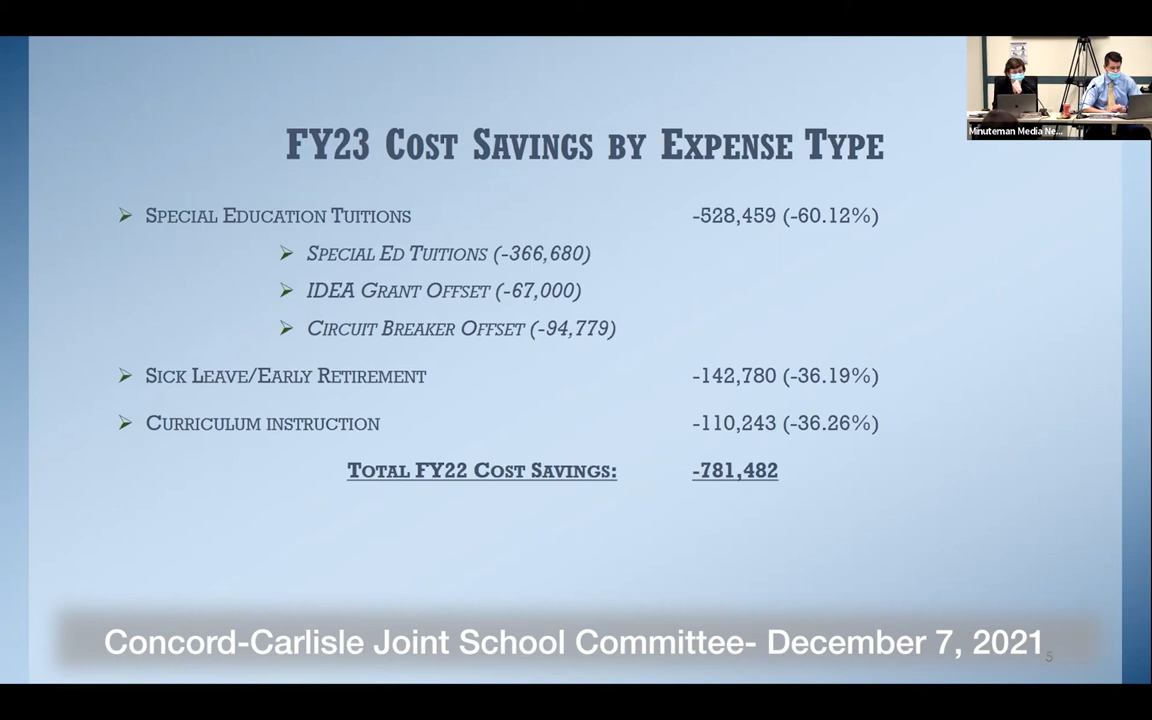 Minuteman Media Ne...
FY23 Cost Savings by Expense Type
Special Education Tuitions -528,459 (-60.12%)
Special Ed Tuitions (-366,680)
IDEA Grant Offset (-67,000)
Circuit Breaker Offset (-94,779)
Sick Leave/Early Retirement -142,780 (-36.19%)
Curriculum instruction -110,243 (-36.26%)
Total FY22 Cost Savings: -781,482
Concord-Carlisle Joint School Committee- December 7, 2021
5